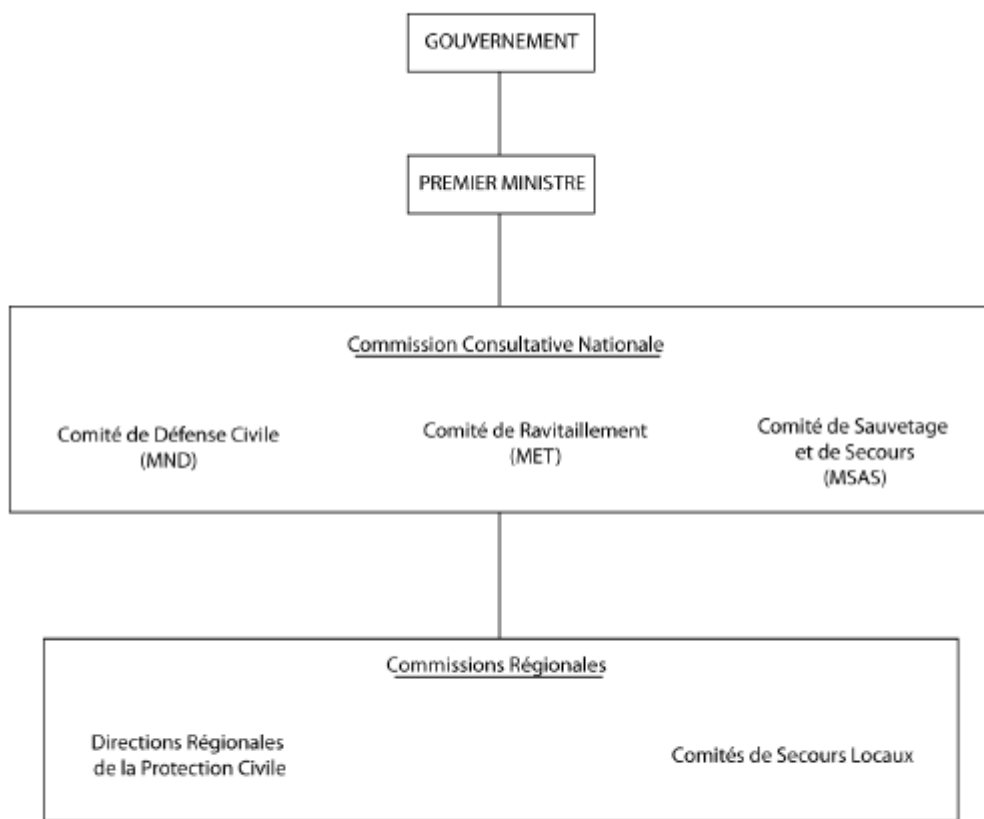 GOUVERNEMENT
PREMIER MINISTRE
Commission Consultative Nationale
Comité de Défense Civile
(MND)
Comité de Ravitaillement
(MET)
Comité de Sauvetage
et de Secours
(MSAS)
Commissions Régionales
Directions Régionales
de la Protection Civile
Comités de Secours Locaux